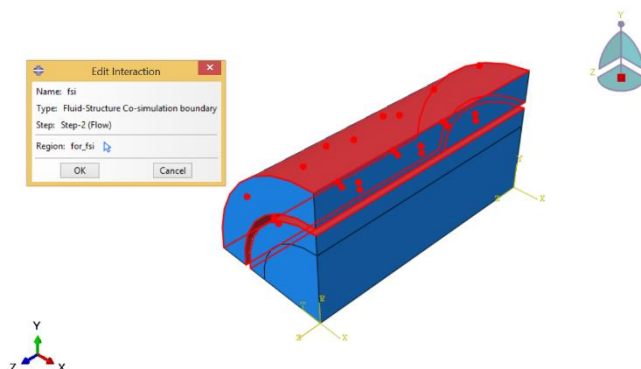 Edit Interaction
Name: fsi
Type: Fluid-Structure Co-simulation boundary
Step: Step-2 (Flow)
Region: for_fsi
OK Cancel
Y
Z
X
Y
Z
X
X